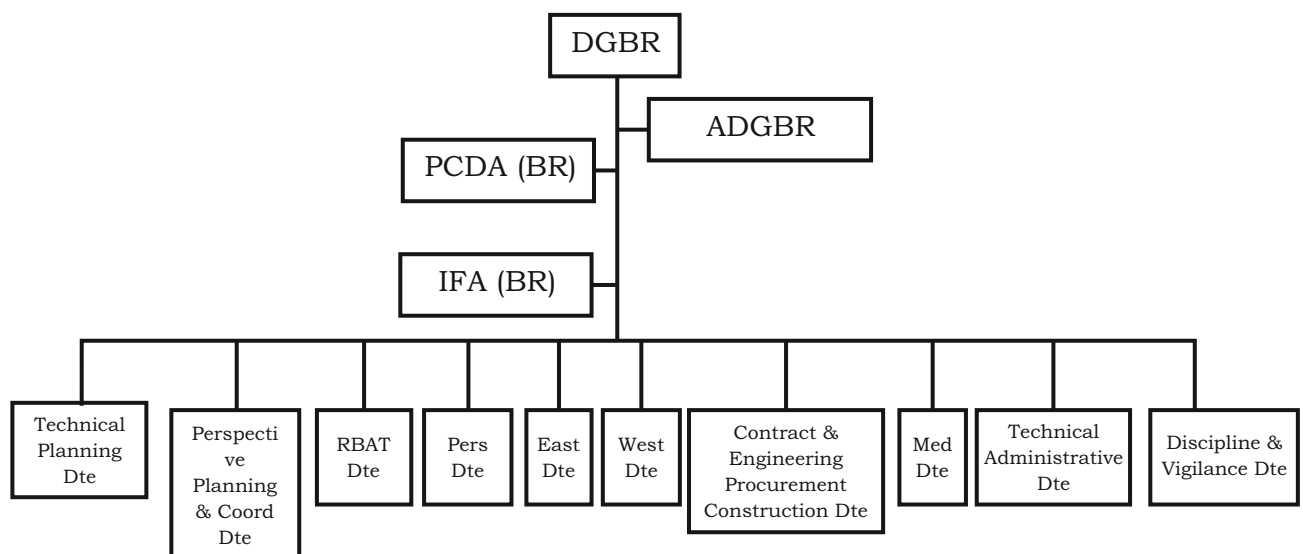 DGBR
ADGBR
PCDA (BR)
IFA (BR)
Technical
Planning
Dte
Perspecti
ve
Planning
& Coord
Dte
RBAT
Dte
Pers
Dte
East
Dte
West
Dte
Contract &
Engineering
Procurement
Construction Dte
Med
Dte
Technical
Administrative
Dte
Discipline &
Vigilance Dte